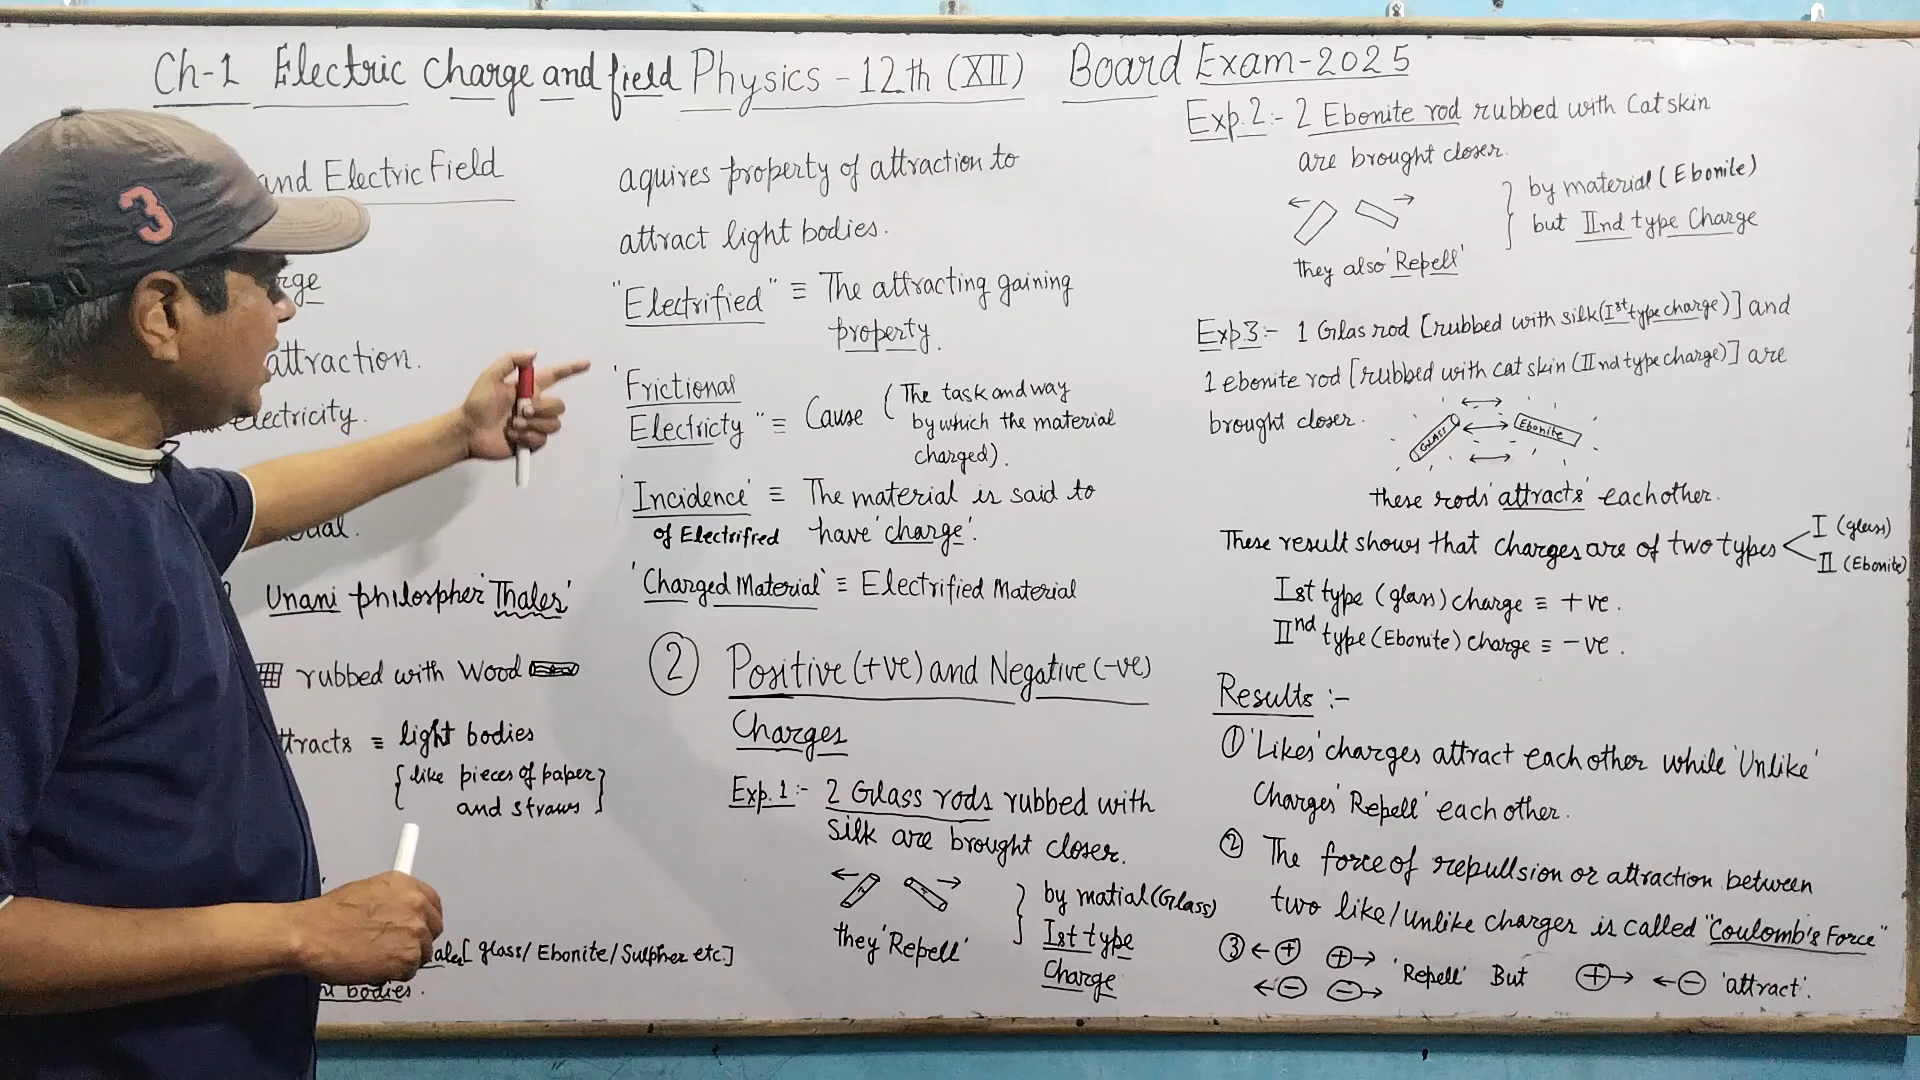 Ch-1 Electric Charge and field Physics - 12th (XII) Board Exam-2025
3
and Electric Field
attraction.
electricity.
Unani philospher 'Thales'
rubbed with Wood
≡ light bodies
{like pieces of paper
and straws}
[glass/Ebonite/Sulpher etc.]
bodies.
aquires property of attraction to
attract light bodies.
"Electrified" ≡ The attracting gaining
property.
'Frictional
Electricty" ≡ Cause (The task and way
by which the material
charged).
'Incidence' ≡ The material is said to
of Electrified have 'charge'.
'Charged Material' ≡ Electrified Material
② Positive (+ve) and Negative (-ve)
Charges
Exp. 1:- 2 Glass rods rubbed with
silk are brought closer.
they 'Repell'
} by matial (Glass)
Ist type
Charge
Exp. 2:- 2 Ebonite rod rubbed with Cat skin
are brought closer.
they also 'Repell'
} by material (Ebonite)
but IInd type Charge
Exp3:- 1 Glas rod [rubbed with silk (Ist type charge)] and
1 ebonite rod [rubbed with cat skin (IInd type charge)] are
brought closer.
GLASS
Ebonite
these rods 'attracts' each other.
These result shows that charges are of two types
I (glass)
II (Ebonite)
Ist type (glass) charge ≡ +ve.
IInd type (Ebonite) charge ≡ -ve.
Results :-
① 'Likes' charges attract each other while 'Unlike'
Charges 'Repell' each other.
② The force of repullsion or attraction between
two like/unlike charger is called "Coulomb's Force"
③ ←⊕ ⊕→ 'Repell' But ⊕→ ←⊖ 'attract'.
←⊖ ⊖→